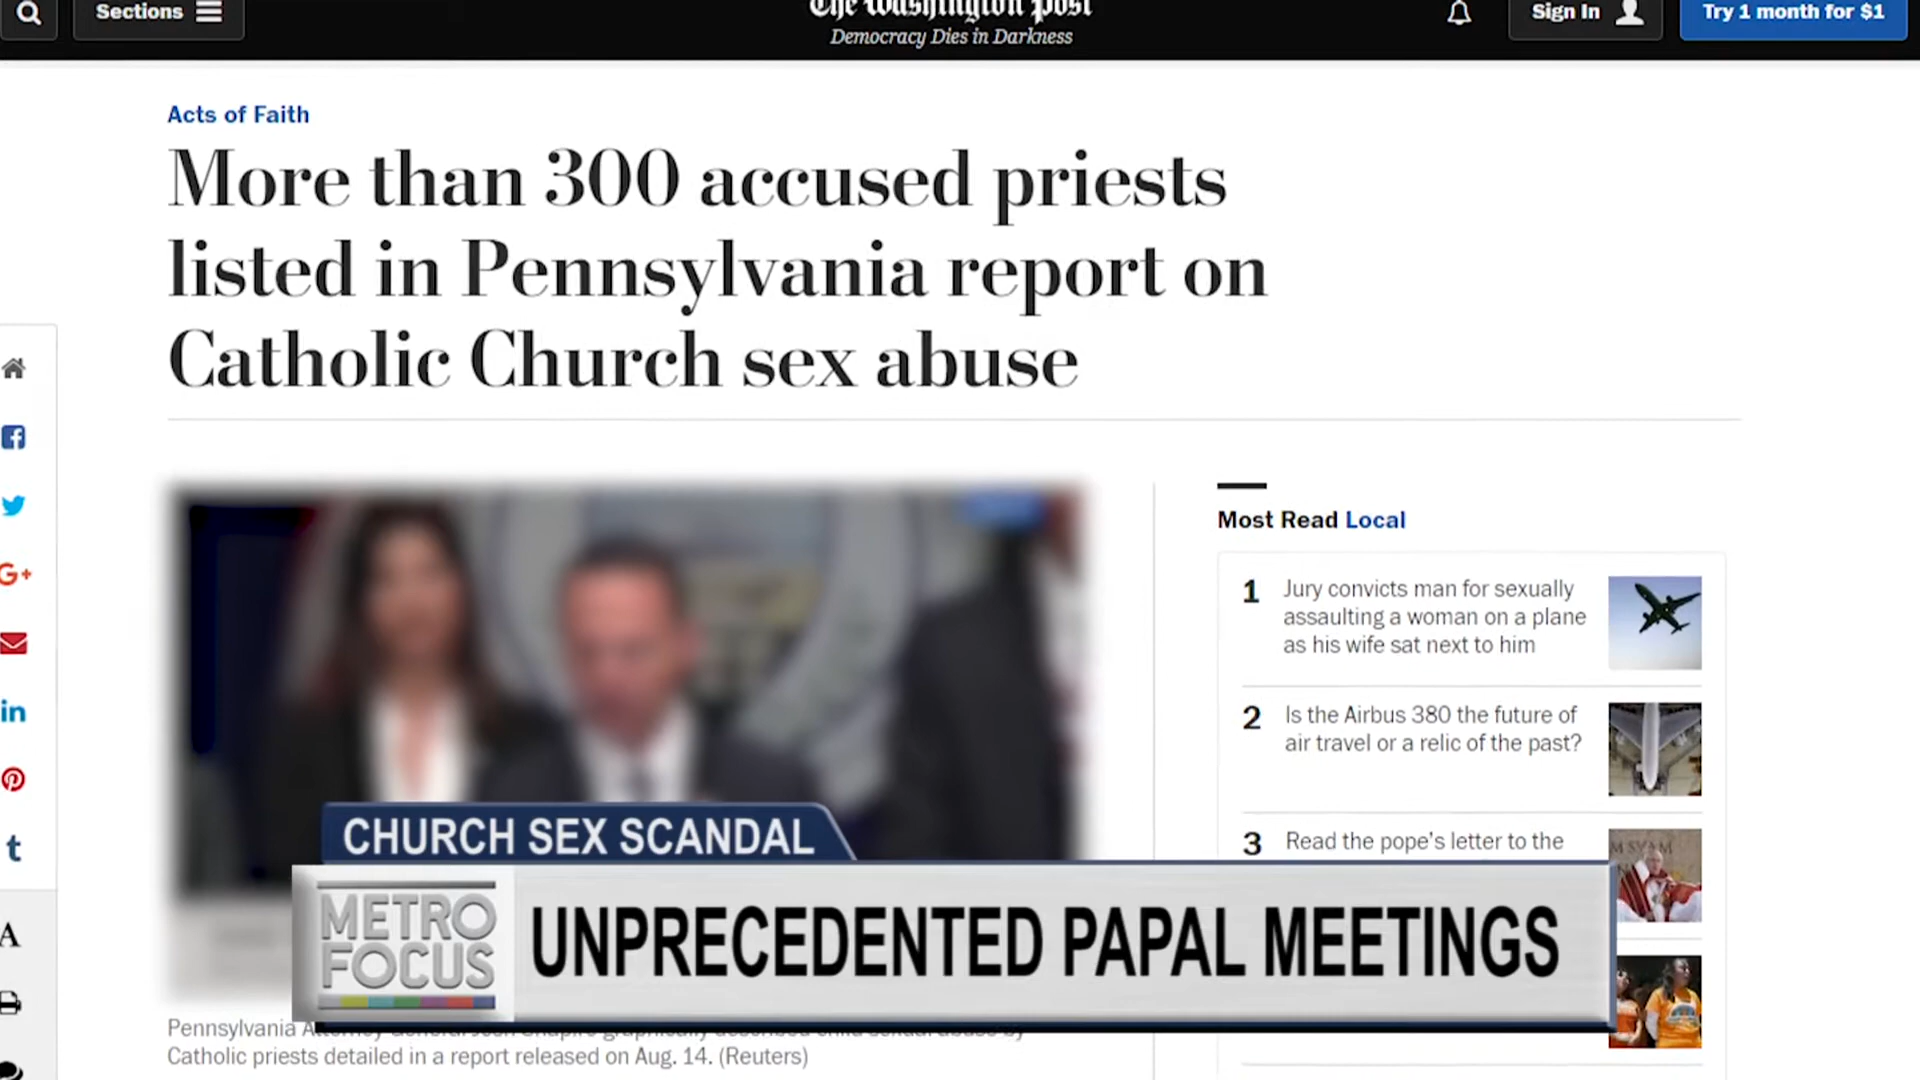 Sections
The Washington Post
Democracy Dies in Darkness
Sign In
Try 1 month for $1
Acts of Faith
More than 300 accused priests
listed in Pennsylvania report on
Catholic Church sex abuse
Most Read Local
1 Jury convicts man for sexually
assaulting a woman on a plane
as his wife sat next to him
2 Is the Airbus 380 the future of
air travel or a relic of the past?
3 Read the pope's letter to the
CHURCH SEX SCANDAL
METRO
FOCUS
UNPRECEDENTED PAPAL MEETINGS
Pennsylvania
Catholic priests detailed in a report released on Aug. 14. (Reuters)